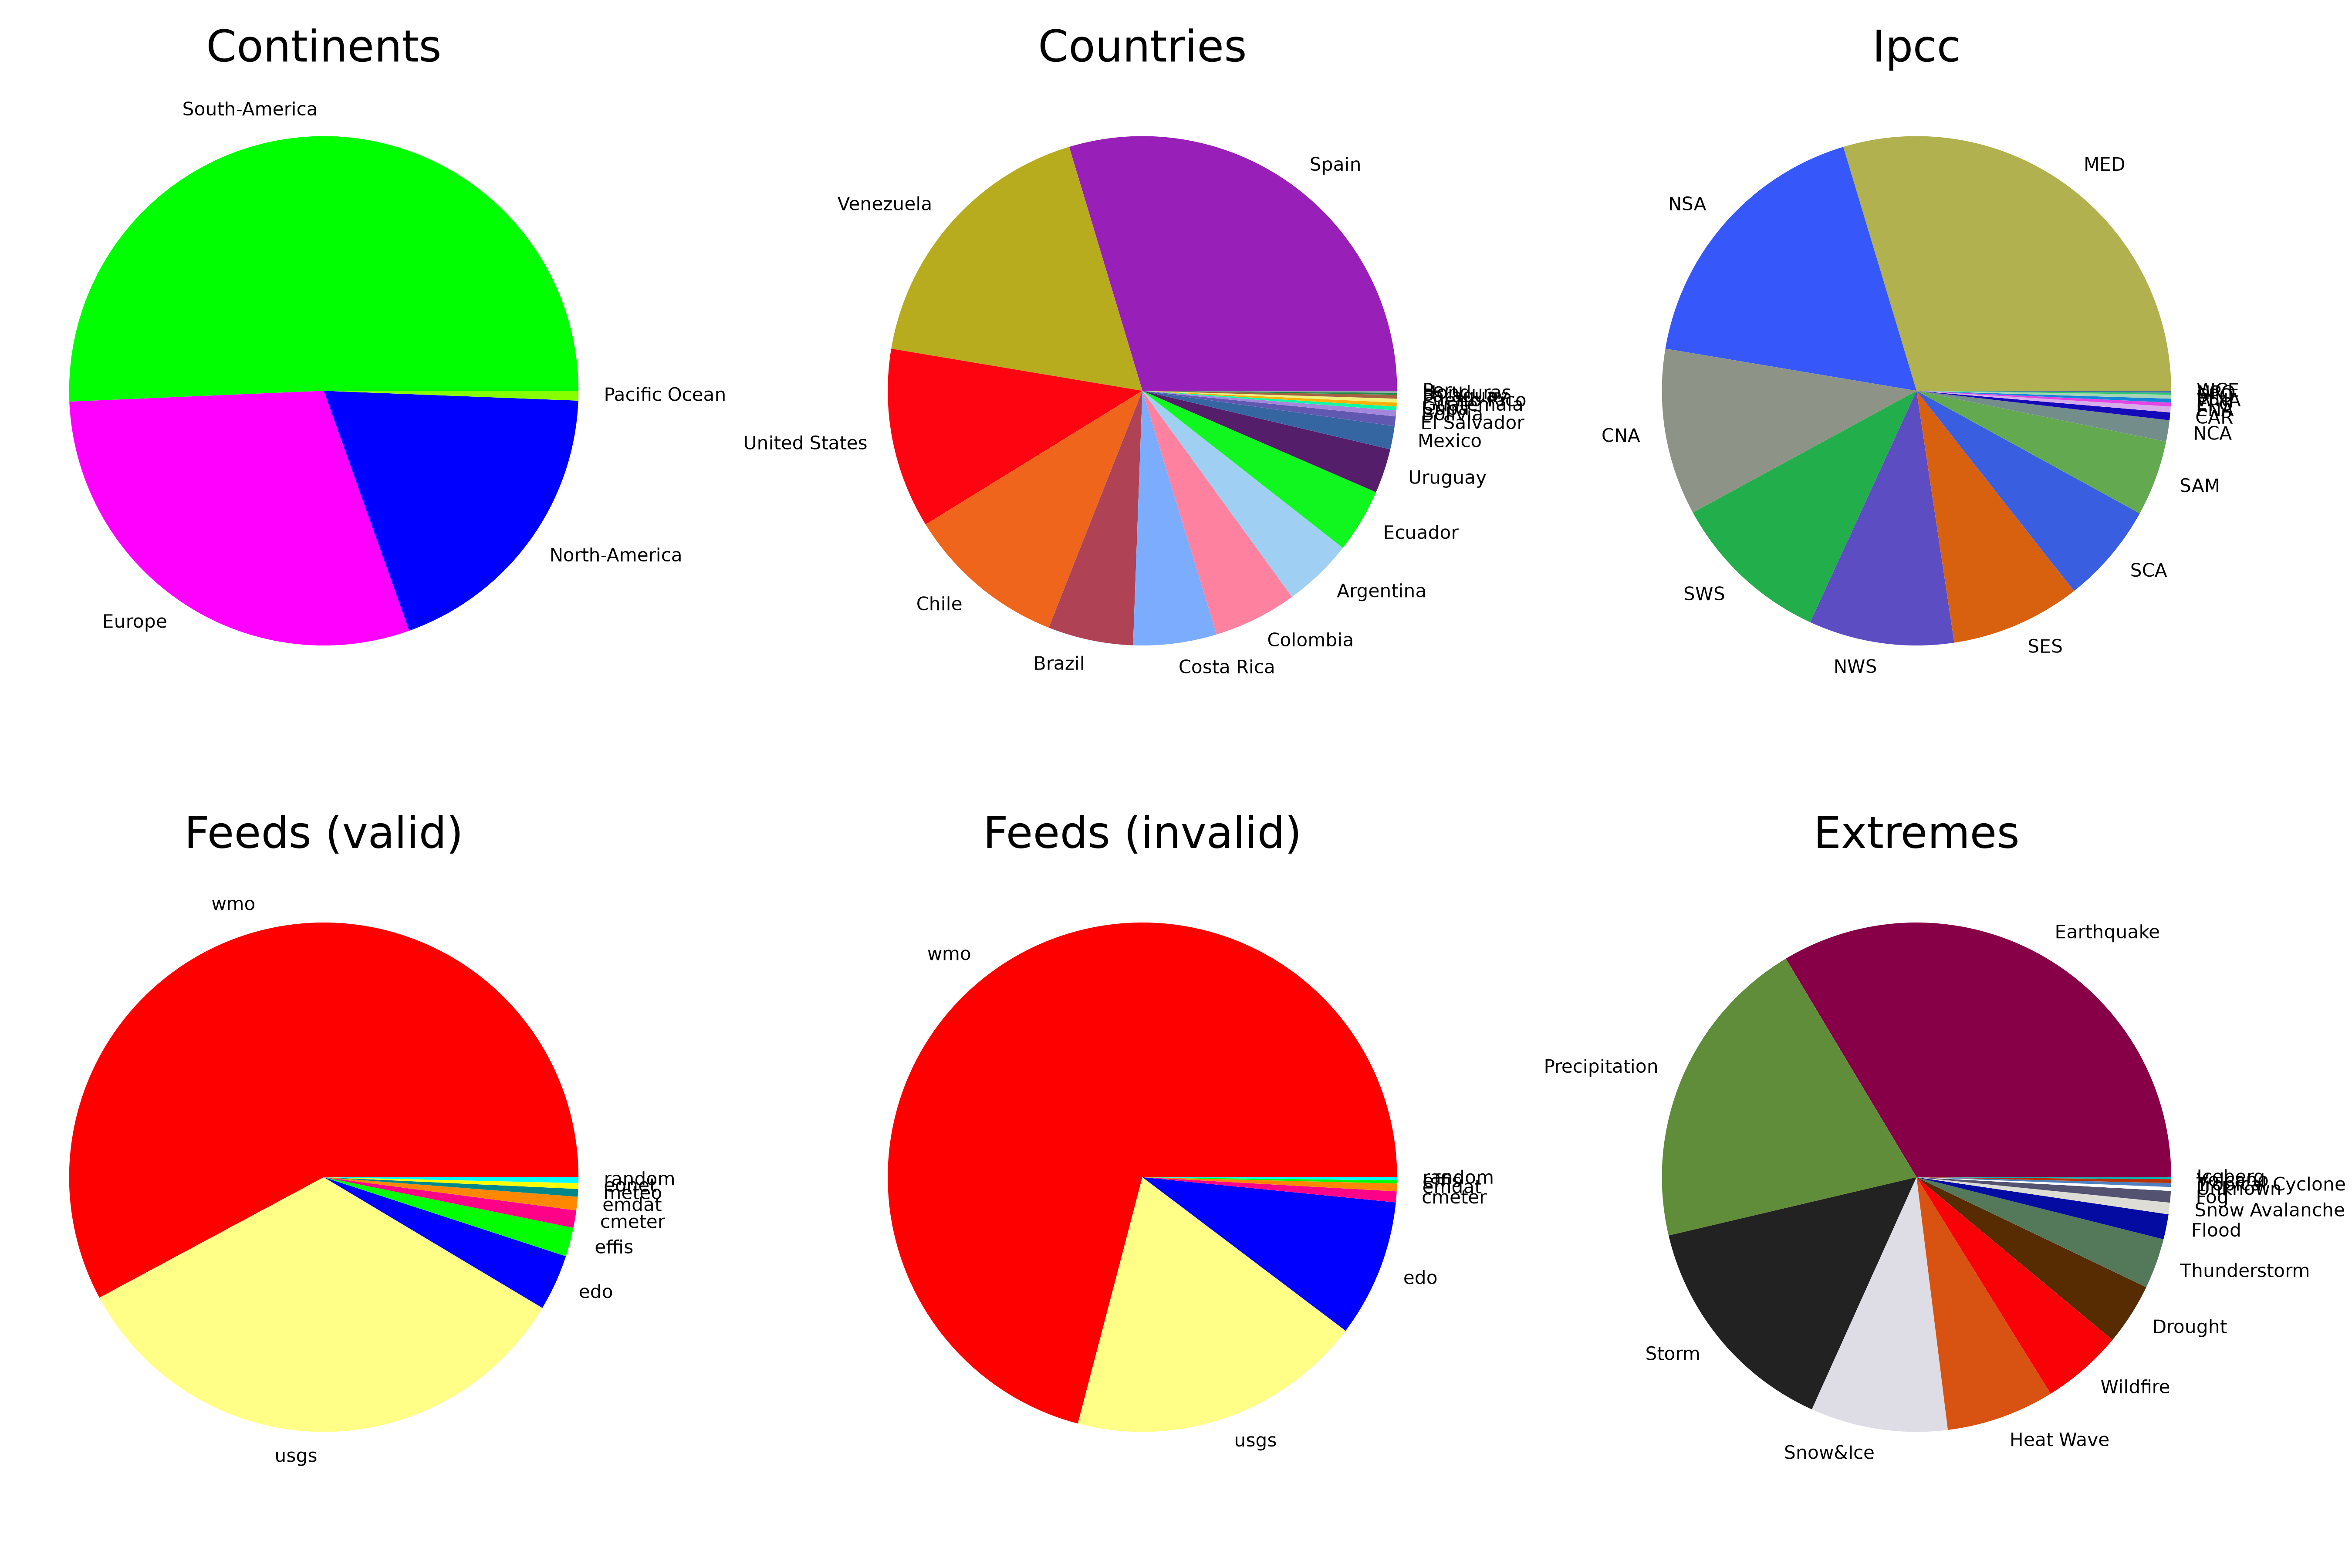 Continents
Countries
Ipcc
South-America
Pacific Ocean
North-America
Europe
Spain
Venezuela
United States
Chile
Brazil
Costa Rica
Colombia
Argentina
Ecuador
Uruguay
Mexico
El Salvador
MED
NSA
CNA
SWS
NWS
SES
SCA
SAM
NCA
CAR
Feeds (valid)
Feeds (invalid)
Extremes
wmo
usgs
edo
effis
cmeter
emdat
meteo
random
wmo
usgs
edo
cmeter
emdat
random
Earthquake
Precipitation
Storm
Snow&Ice
Heat Wave
Wildfire
Drought
Thunderstorm
Flood
Snow Avalanche
Fog
Unknown
Tropical Cyclone
Iceberg